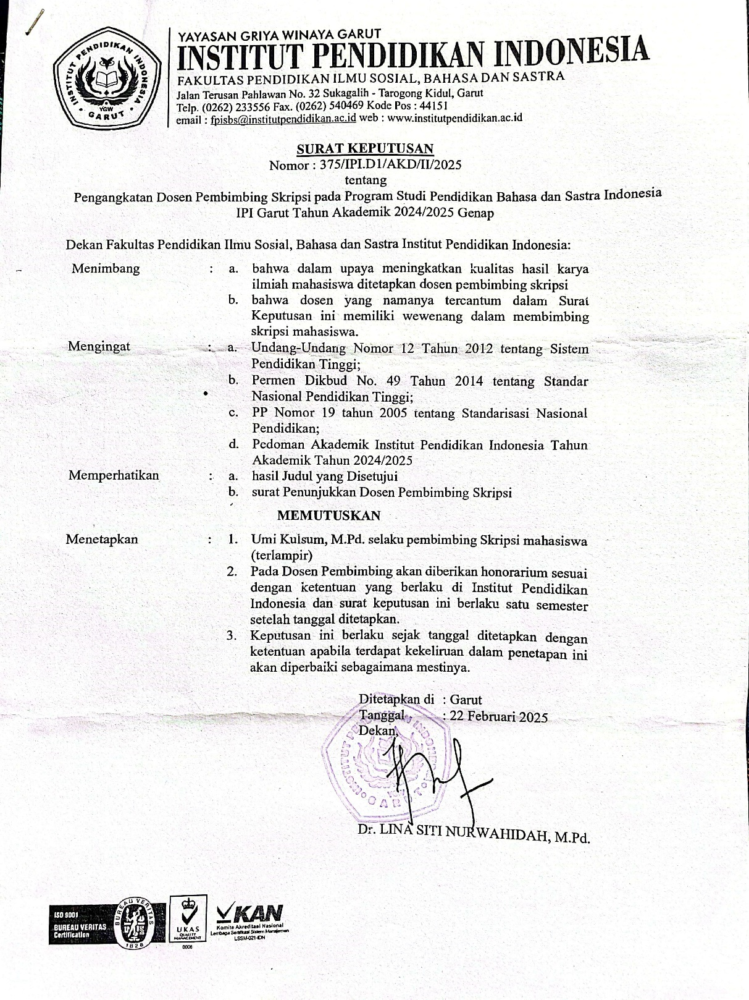 YAYASAN GRIYA WINAYA GARUT
INSTITUT PENDIDIKAN INDONESIA
FAKULTAS PENDIDIKAN ILMU SOSIAL, BAHASA DAN SASTRA
Jalan Terusan Pahlawan No. 32 Sukagalih - Tarogong Kidul, Garut
Telp. (0262) 233556 Fax. (0262) 540469 Kode Pos : 44151
email : fpisbs@institutpendidikan.ac.id web : www.institutpendidikan.ac.id
INSTITUT PENDIDIKAN INDONESIA
YGW
GARUT
SURAT KEPUTUSAN
Nomor : 375/IPI.D1/AKD/II/2025
tentang
Pengangkatan Dosen Pembimbing Skripsi pada Program Studi Pendidikan Bahasa dan Sastra Indonesia
IPI Garut Tahun Akademik 2024/2025 Genap
Dekan Fakultas Pendidikan Ilmu Sosial, Bahasa dan Sastra Institut Pendidikan Indonesia:
Menimbang : a. bahwa dalam upaya meningkatkan kualitas hasil karya
ilmiah mahasiswa ditetapkan dosen pembimbing skripsi
b. bahwa dosen yang namanya tercantum dalam Surat
Keputusan ini memiliki wewenang dalam membimbing
skripsi mahasiswa.
Mengingat : a. Undang-Undang Nomor 12 Tahun 2012 tentang Sistem
Pendidikan Tinggi;
b. Permen Dikbud No. 49 Tahun 2014 tentang Standar
Nasional Pendidikan Tinggi;
c. PP Nomor 19 tahun 2005 tentang Standarisasi Nasional
Pendidikan;
d. Pedoman Akademik Institut Pendidikan Indonesia Tahun
Akademik Tahun 2024/2025
Memperhatikan : a. hasil Judul yang Disetujui
b. surat Penunjukkan Dosen Pembimbing Skripsi
MEMUTUSKAN
Menetapkan : 1. Umi Kulsum, M.Pd. selaku pembimbing Skripsi mahasiswa
(terlampir)
2. Pada Dosen Pembimbing akan diberikan honorarium sesuai
dengan ketentuan yang berlaku di Institut Pendidikan
Indonesia dan surat keputusan ini berlaku satu semester
setelah tanggal ditetapkan.
3. Keputusan ini berlaku sejak tanggal ditetapkan dengan
ketentuan apabila terdapat kekeliruan dalam penetapan ini
akan diperbaiki sebagaimana mestinya.
Ditetapkan di : Garut
Tanggal : 22 Februari 2025
Dekan,
Dr. LINA SITI NURWAHIDAH, M.Pd.
ISO 9001
BUREAU VERITAS
Certification
BUREAU VERITAS
1828
UKAS
QUALITY
MANAGEMENT
0008
KAN
Komite Akreditasi Nasional
Lembaga Sertifikasi Sistem Manajemen
LSSM-021-IDN